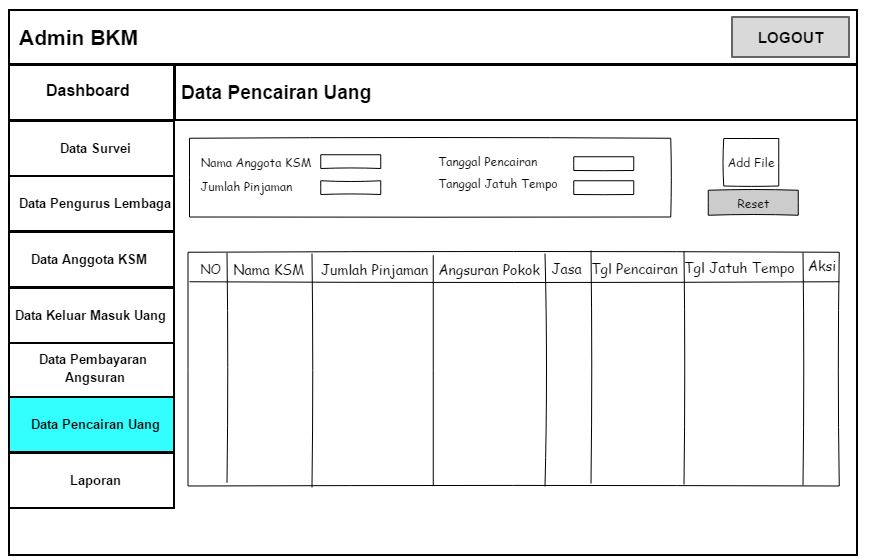 Admin BKM
LOGOUT
Dashboard
Data Pencairan Uang
Data Survei
Data Pengurus Lembaga
Data Anggota KSM
Data Keluar Masuk Uang
Data Pembayaran
Angsuran
Data Pencairan Uang
Laporan
Nama Anggota KSM
Tanggal Pencairan
Jumlah Pinjaman
Tanggal Jatuh Tempo
Add File
Reset
NO Nama KSM Jumlah Pinjaman Angsuran Pokok Jasa Tgl Pencairan Tgl Jatuh Tempo Aksi